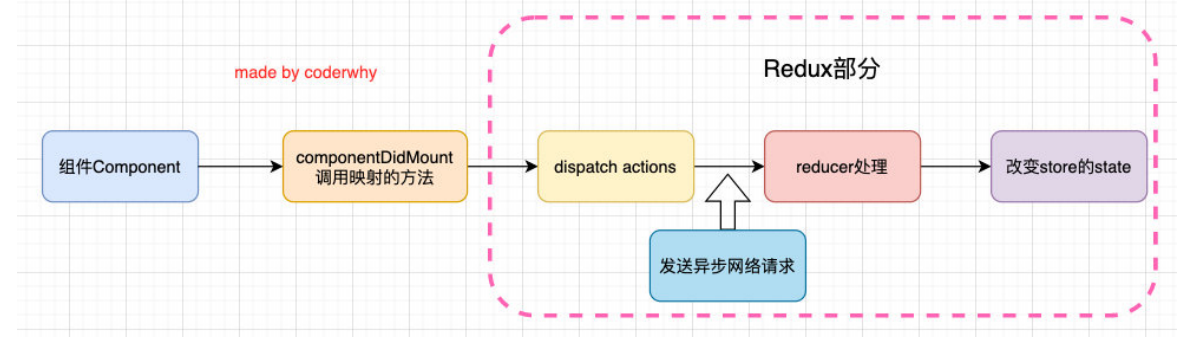 made by coderwhy
Redux部分
组件Component
componentDidMount
调用映射的方法
dispatch actions
reducer处理
改变store的state
发送异步网络请求